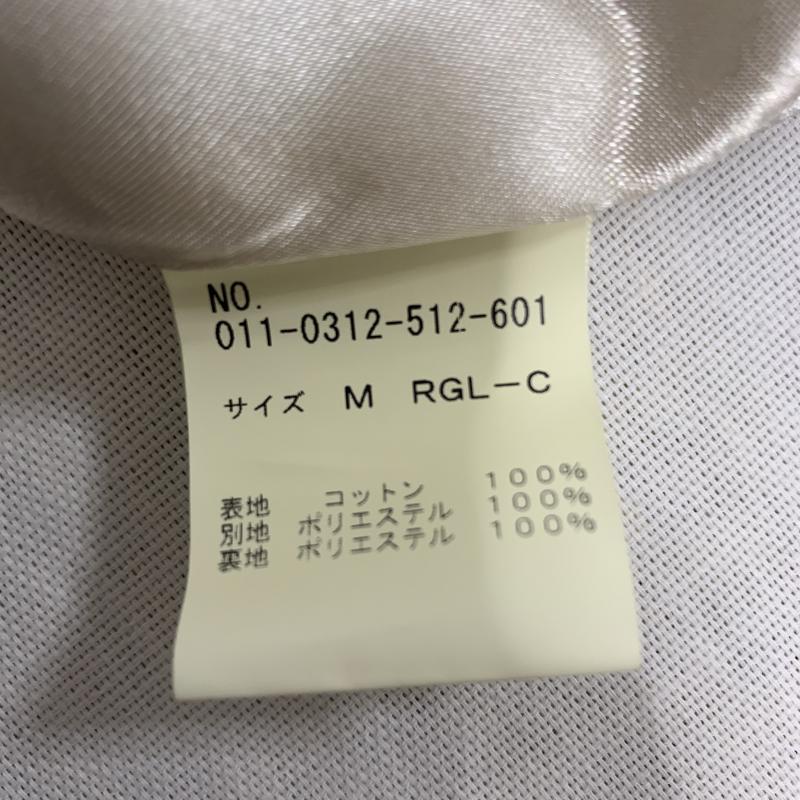 NO.
011-0312-512-601
サイズ M RGL-C
表地 コットン 100%
別地 ポリエステル 100%
裏地 ポリエステル 100%